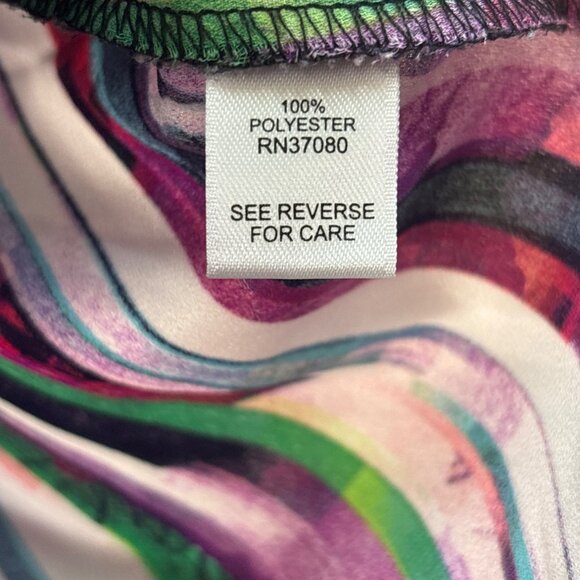 100%
POLYESTER
RN37080
SEE REVERSE
FOR CARE